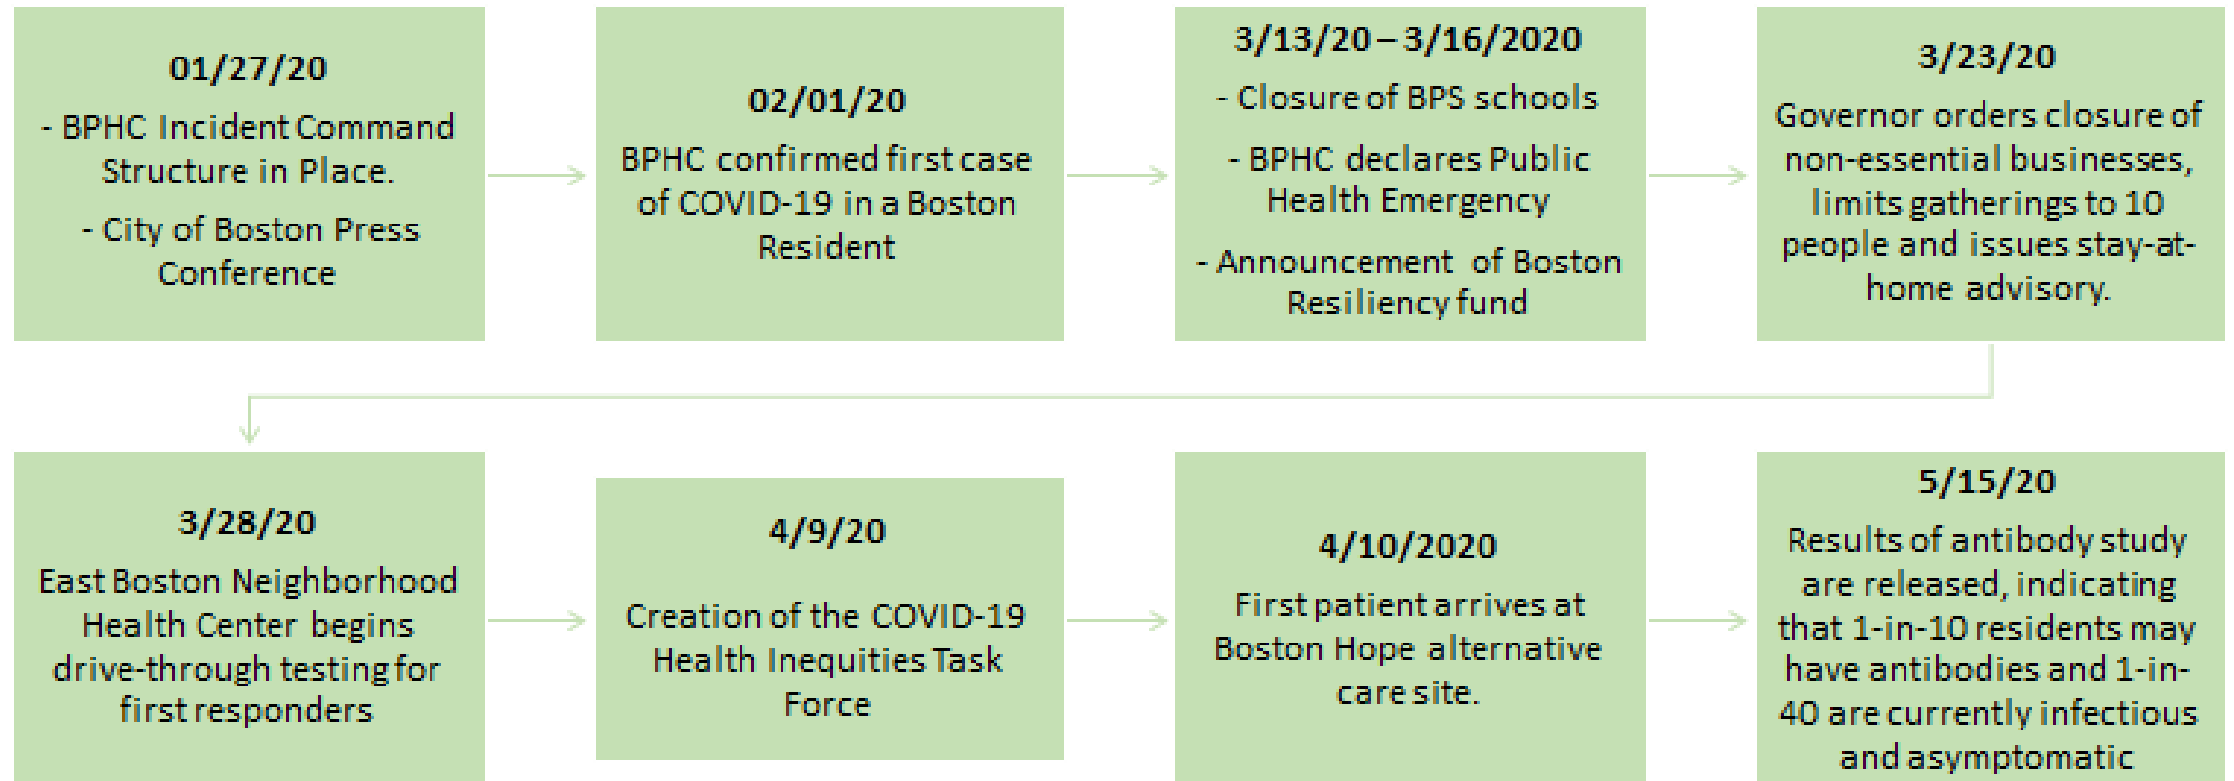 01/27/20
- BPHC Incident Command
Structure in Place.
- City of Boston Press
Conference
02/01/20
BPHC confirmed first case
of COVID-19 in a Boston
Resident
3/13/20 – 3/16/2020
- Closure of BPS schools
- BPHC declares Public
Health Emergency
- Announcement of Boston
Resiliency fund
3/23/20
Governor orders closure of
non-essential businesses,
limits gatherings to 10
people and issues stay-at-
home advisory.
3/28/20
East Boston Neighborhood
Health Center begins
drive-through testing for
first responders
4/9/20
Creation of the COVID-19
Health Inequities Task
Force
4/10/2020
First patient arrives at
Boston Hope alternative
care site.
5/15/20
Results of antibody study
are released, indicating
that 1-in-10 residents may
have antibodies and 1-in-
40 are currently infectious
and asymptomatic